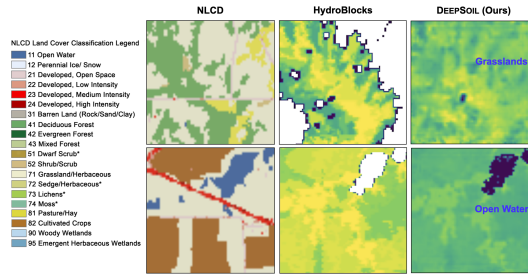 NLCD
HydroBlocks
DEEPSOIL (Ours)
NLCD Land Cover Classification Legend
11 Open Water
12 Perennial Ice/ Snow
21 Developed, Open Space
22 Developed, Low Intensity
23 Developed, Medium Intensity
24 Developed, High Intensity
31 Barren Land (Rock/Sand/Clay)
41 Deciduous Forest
42 Evergreen Forest
43 Mixed Forest
51 Dwarf Scrub*
52 Shrub/Scrub
71 Grassland/Herbaceous
72 Sedge/Herbaceous*
73 Lichens*
74 Moss*
81 Pasture/Hay
82 Cultivated Crops
90 Woody Wetlands
95 Emergent Herbaceous Wetlands
Grasslands
Open Water